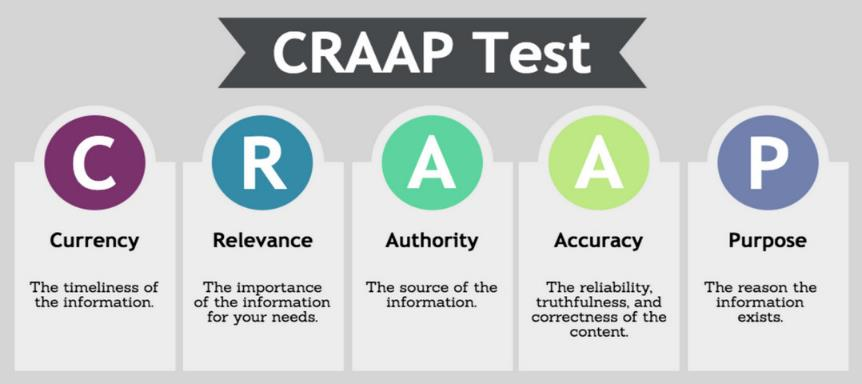 CRAAP Test
C
R
A
A
P
Currency
The timeliness of
the information.
Relevance
The importance
of the information
for your needs.
Authority
The source of the
information.
Accuracy
The reliability,
truthfulness, and
correctness of the
content.
Purpose
The reason the
information
exists.